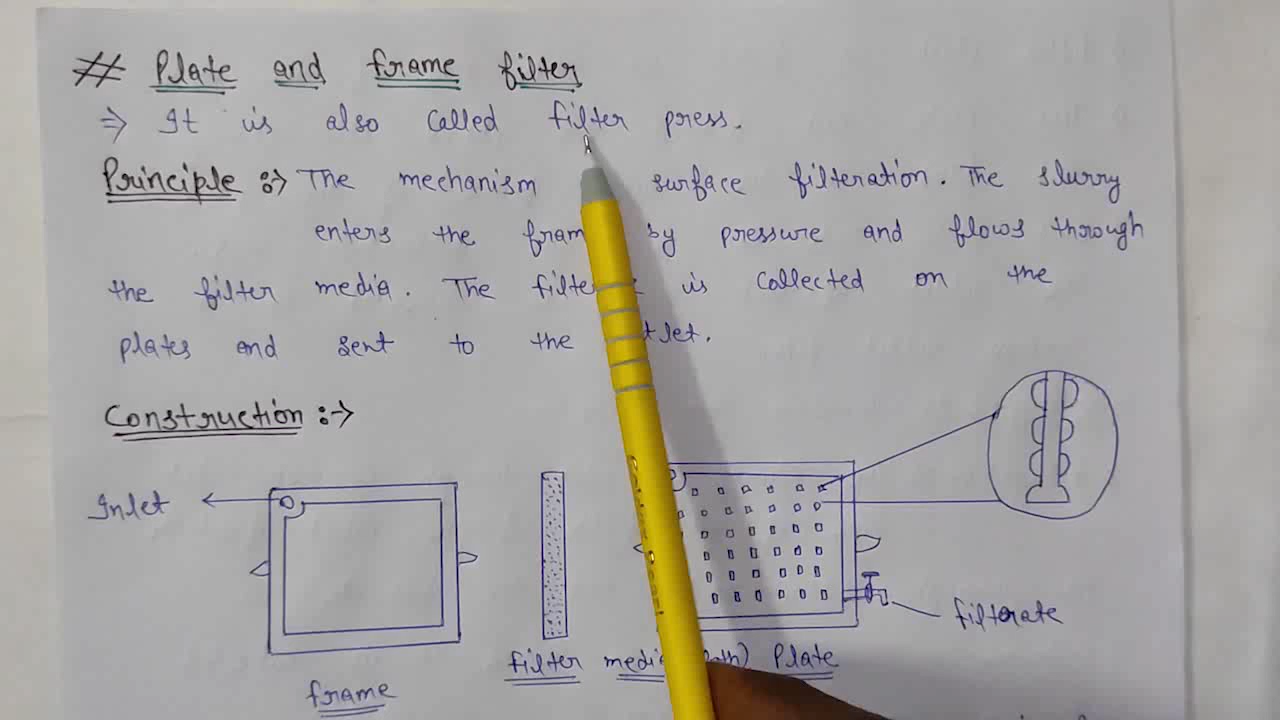 # Plate and frame filter
⇒ It is also called filter press.
Principle :→ The mechanism surface filteration. The slurry
enters the by pressure and flows through
the filter media. The is collected on the
plates and sent to the
Construction :→
Inlet
filtorate
filter media Plate
frame